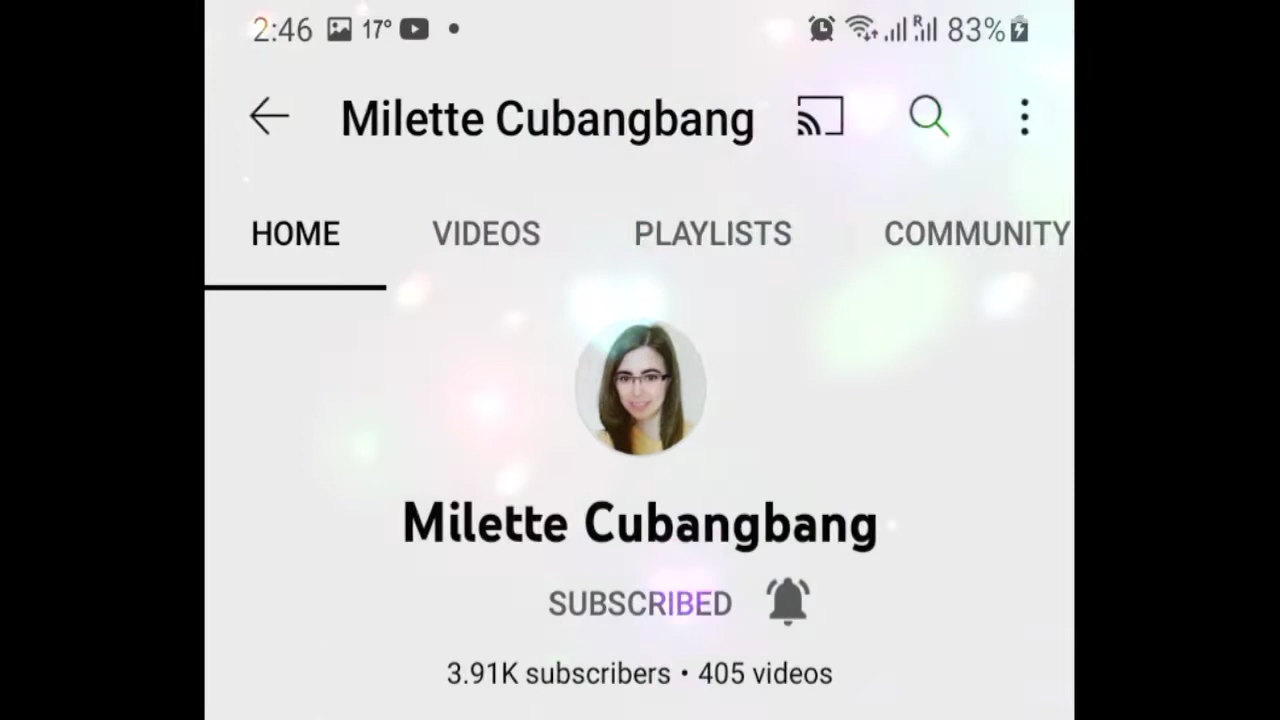 2:46 17° R 83%
Milette Cubangbang
HOME VIDEOS PLAYLISTS COMMUNITY
Milette Cubangbang
SUBSCRIBED
3.91K subscribers • 405 videos